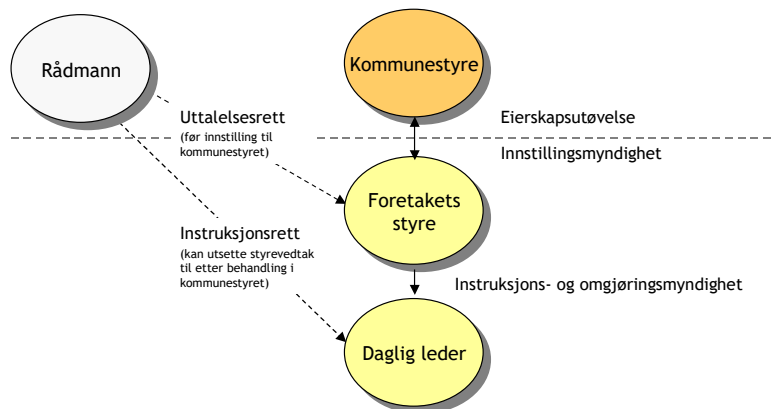 Rådmann
Kommunestyre
Uttalelsesrett
(før innstilling til
kommunestyret)
Eierskapsutøvelse
Innstillingsmyndighet
Foretakets
styre
Instruksjonsrett
(kan utsette styrevedtak
til etter behandling i
kommunestyret)
Instruksjons- og omgjøringsmyndighet
Daglig leder